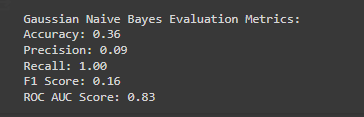 Gaussian Naive Bayes Evaluation Metrics:
Accuracy: 0.36
Precision: 0.09
Recall: 1.00
F1 Score: 0.16
ROC AUC Score: 0.83